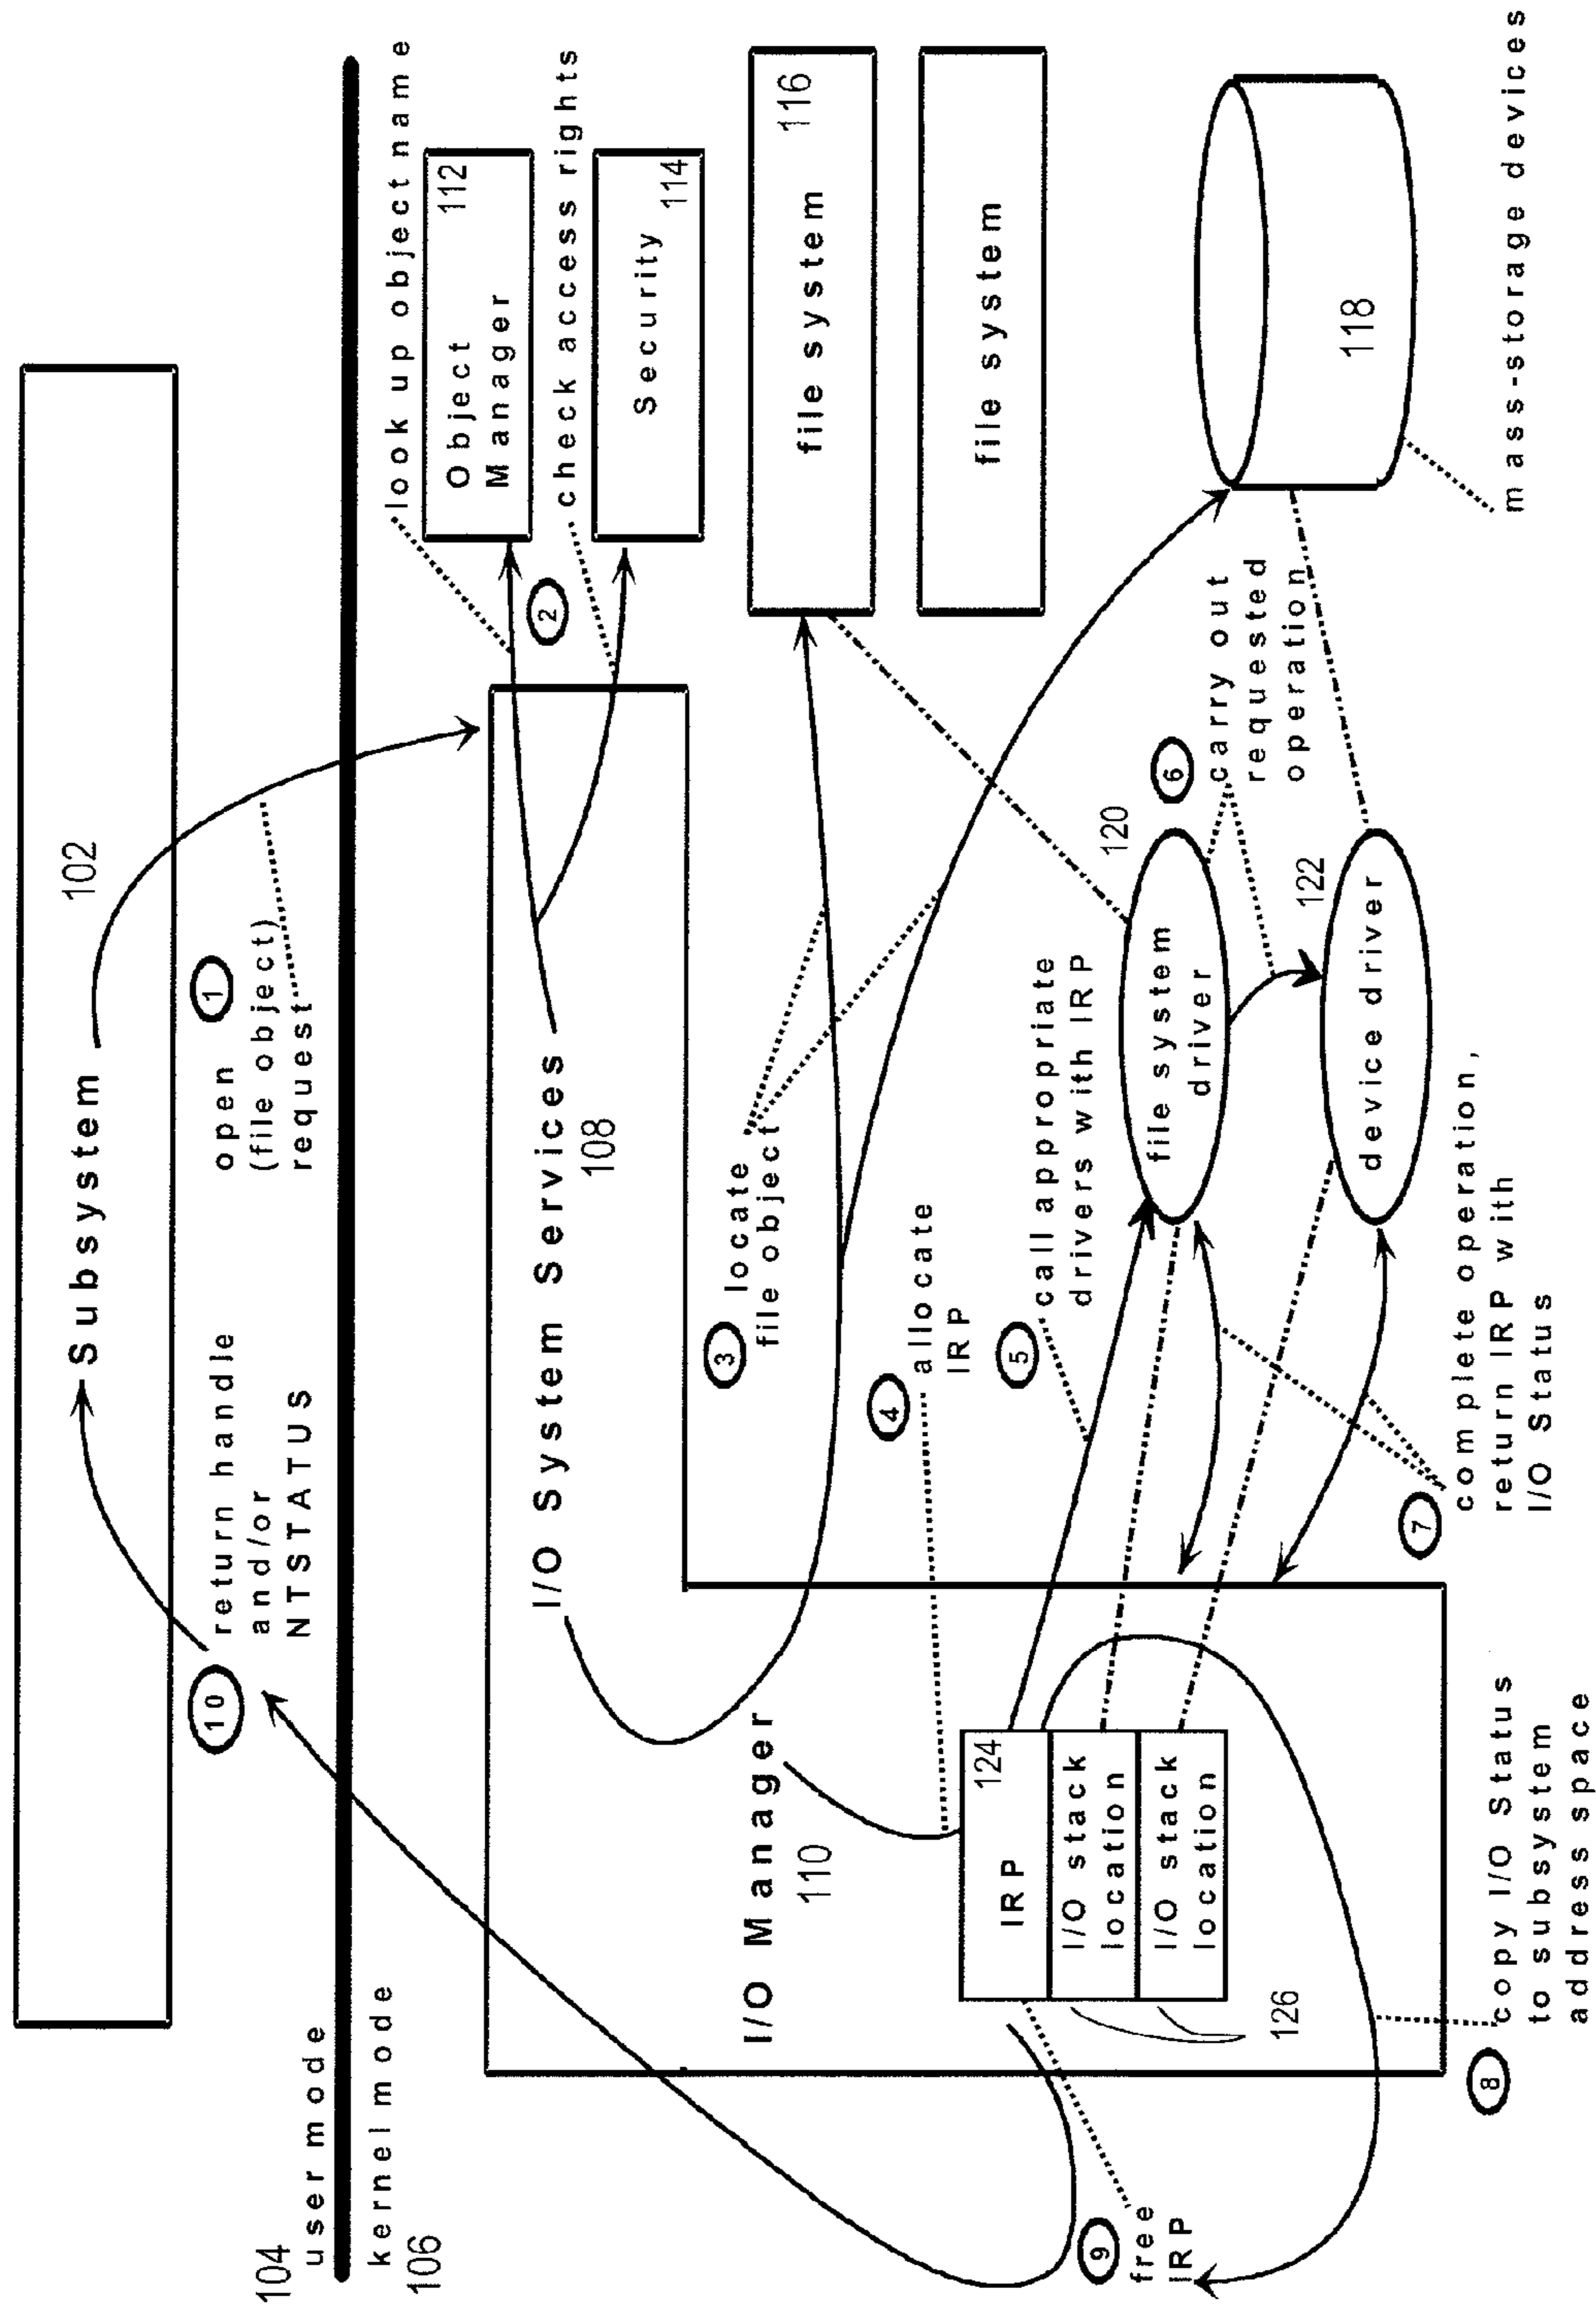 Subsystem
102
1
open
(file object)
request
10
return handle
and/or
NTSTATUS
104
user mode
kernel mode
106
look up object name
Object
Manager
112
2
check access rights
Security
114
I/O System Services
108
file system
116
file system
3
locate
file object
118
mass-storage devices
I/O Manager
110
4
allocate
IRP
5
call appropriate
drivers with IRP
file system
driver
120
6
carry out
requested
operation
device driver
122
IRP
124
I/O stack
location
I/O stack
location
126
7
complete operation,
return IRP with
I/O Status
8
copy I/O Status
to subsystem
address space
9
free
IRP